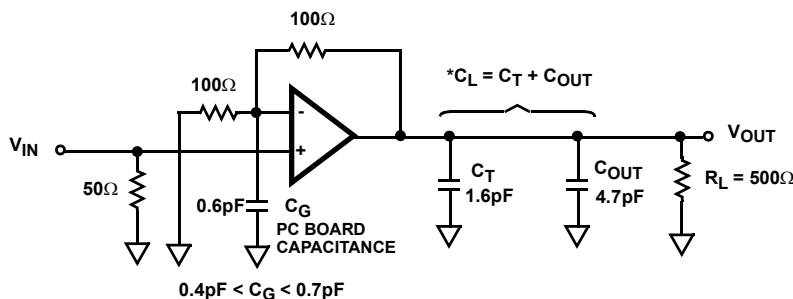 100Ω
*CL = CT + COUT
100Ω
-
+
VIN
VOUT
50Ω
0.6pF
CG
PC BOARD
CAPACITANCE
CT
1.6pF
COUT
4.7pF
RL = 500Ω
0.4pF < CG < 0.7pF